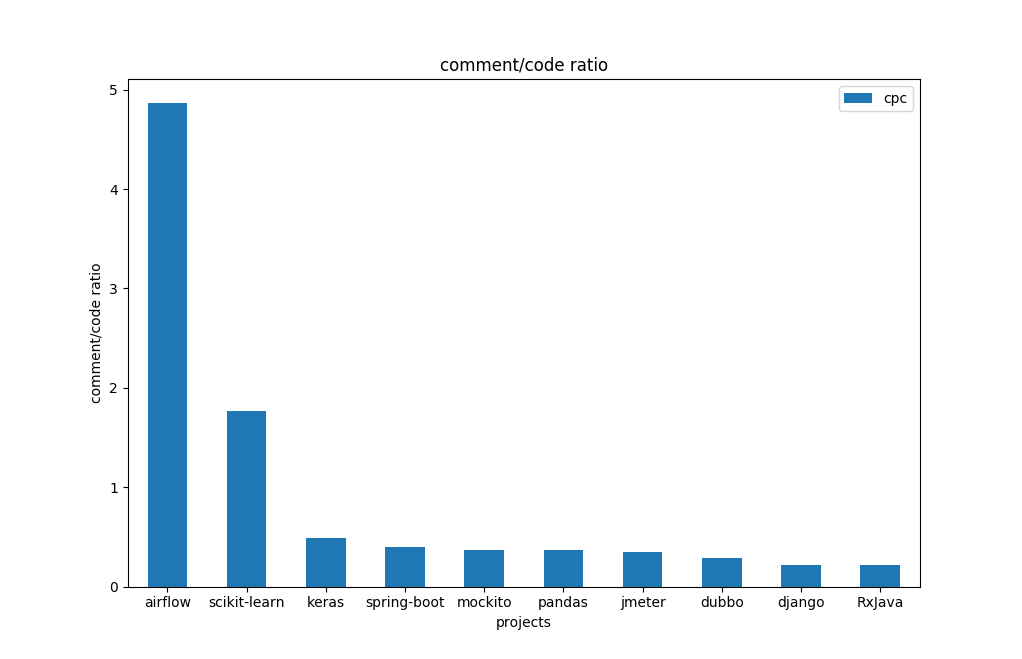 comment/code ratio
cpc
5
4
3
2
1
0
comment/code ratio
airflow scikit-learn keras spring-boot mockito pandas jmeter dubbo django RxJava
projects